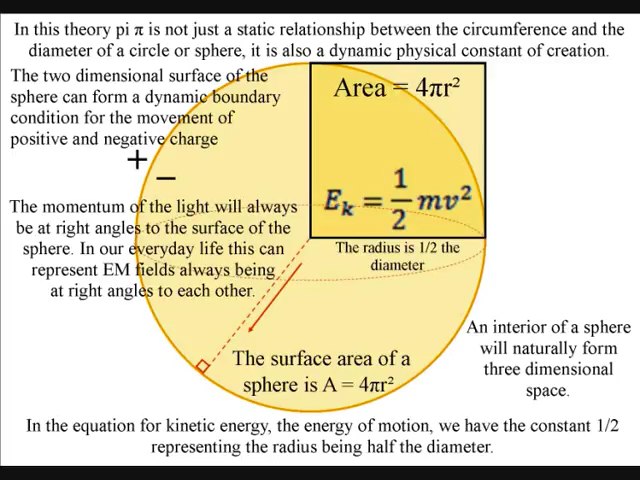 In this theory pi π is not just a static relationship between the circumference and the
diameter of a circle or sphere, it is also a dynamic physical constant of creation.
The two dimensional surface of the
sphere can form a dynamic boundary
condition for the movement of
positive and negative charge
+
−
Area = 4πr²
Eₖ = 1/2 mv²
The momentum of the light will always
be at right angles to the surface of the
sphere. In our everyday life this can
represent EM fields always being
at right angles to each other.
The radius is 1/2 the
diameter
An interior of a sphere
will naturally form
three dimensional
space.
The surface area of a
sphere is A = 4πr²
In the equation for kinetic energy, the energy of motion, we have the constant 1/2
representing the radius being half the diameter.